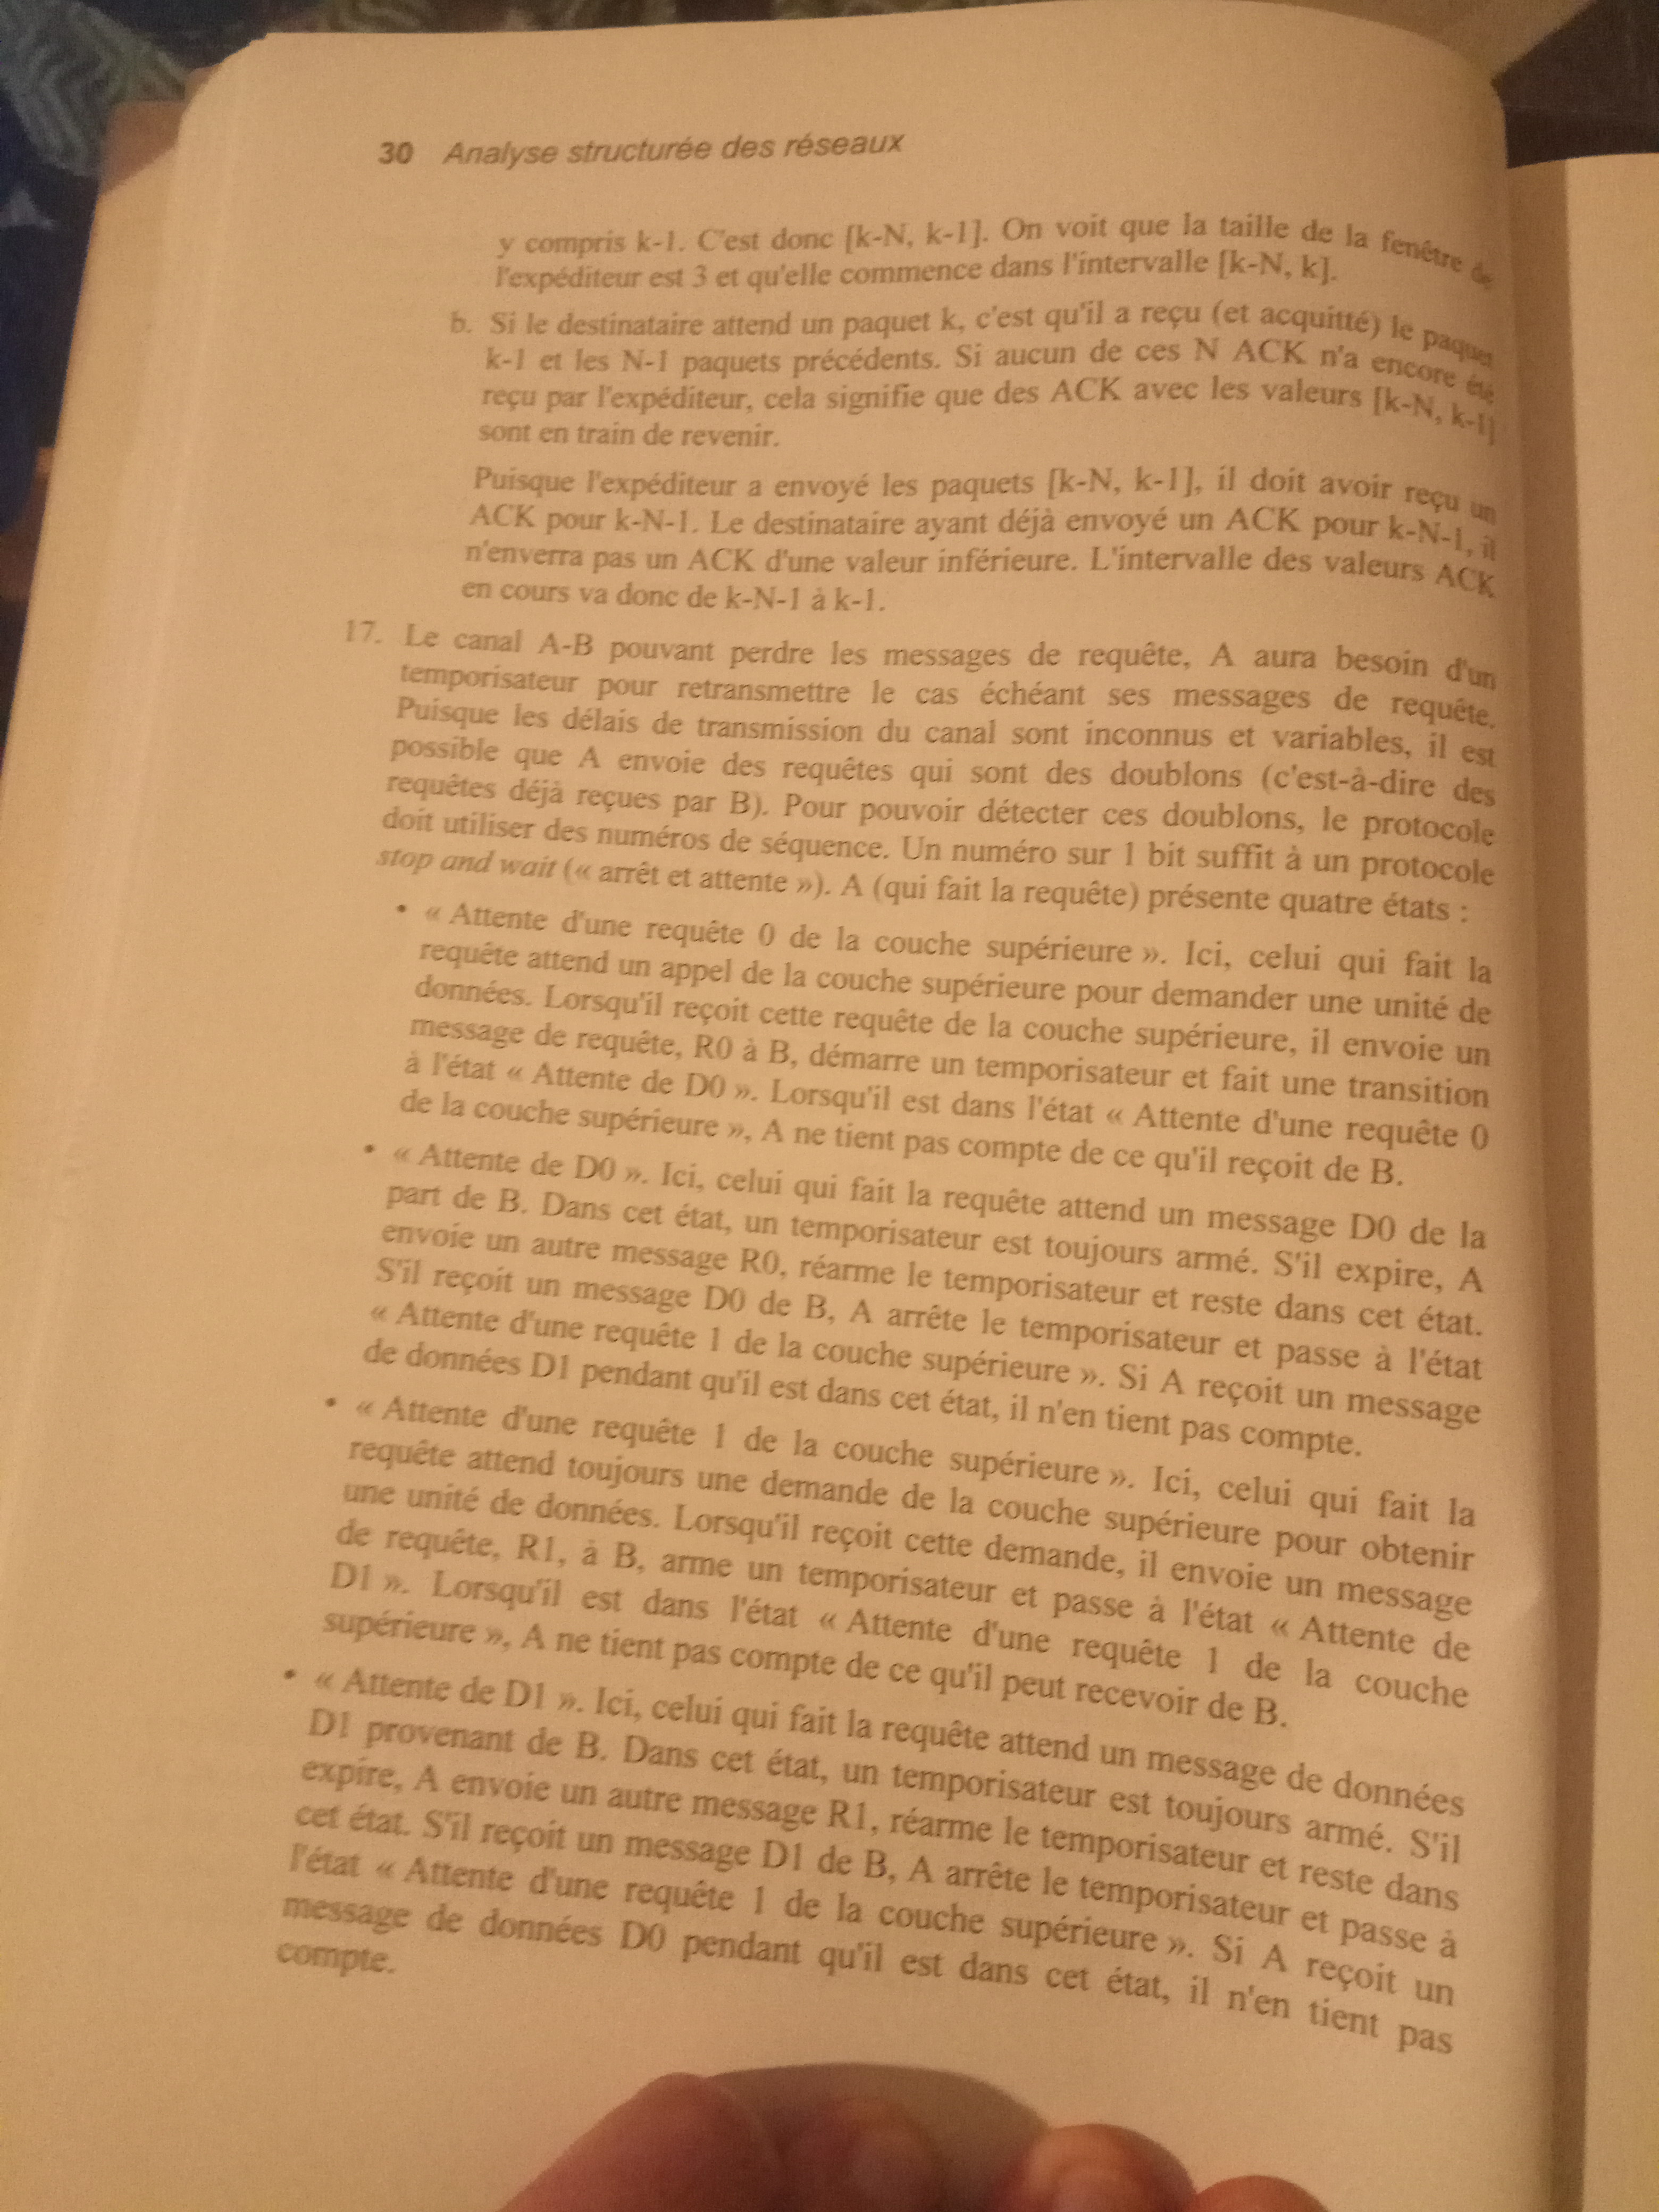 30 Analyse structurée des réseaux
y compris k-1. C'est donc [k-N, k-1]. On voit que la taille de la fenêtre de
l'expéditeur est 3 et qu'elle commence dans l'intervalle [k-N, k].
b. Si le destinataire attend un paquet k, c'est qu'il a reçu (et acquitté) le paquet
k-1 et les N-1 paquets précédents. Si aucun de ces N ACK n'a encore été
reçu par l'expéditeur, cela signifie que des ACK avec les valeurs [k-N, k-1]
sont en train de revenir.
Puisque l'expéditeur a envoyé les paquets [k-N, k-1], il doit avoir reçu un
ACK pour k-N-1. Le destinataire ayant déjà envoyé un ACK pour k-N-1, il
n'enverra pas un ACK d'une valeur inférieure. L'intervalle des valeurs ACK
en cours va donc de k-N-1 à k-1.
17. Le canal A-B pouvant perdre les messages de requête, A aura besoin d'un
temporisateur pour retransmettre le cas échéant ses messages de requête.
Puisque les délais de transmission du canal sont inconnus et variables, il est
possible que A envoie des requêtes qui sont des doublons (c'est-à-dire des
requêtes déjà reçues par B). Pour pouvoir détecter ces doublons, le protocole
doit utiliser des numéros de séquence. Un numéro sur 1 bit suffit à un protocole
stop and wait (« arrêt et attente »). A (qui fait la requête) présente quatre états :
• « Attente d'une requête 0 de la couche supérieure ». Ici, celui qui fait la
requête attend un appel de la couche supérieure pour demander une unité de
données. Lorsqu'il reçoit cette requête de la couche supérieure, il envoie un
message de requête, R0 à B, démarre un temporisateur et fait une transition
à l'état « Attente de D0 ». Lorsqu'il est dans l'état « Attente d'une requête 0
de la couche supérieure », A ne tient pas compte de ce qu'il reçoit de B.
• « Attente de D0 ». Ici, celui qui fait la requête attend un message D0 de la
part de B. Dans cet état, un temporisateur est toujours armé. S'il expire, A
envoie un autre message R0, réarme le temporisateur et reste dans cet état.
S'il reçoit un message D0 de B, A arrête le temporisateur et passe à l'état
« Attente d'une requête 1 de la couche supérieure ». Si A reçoit un message
de données D1 pendant qu'il est dans cet état, il n'en tient pas compte.
• « Attente d'une requête 1 de la couche supérieure ». Ici, celui qui fait la
requête attend toujours une demande de la couche supérieure pour obtenir
une unité de données. Lorsqu'il reçoit cette demande, il envoie un message
de requête, R1, à B, arme un temporisateur et passe à l'état « Attente de
D1 ». Lorsqu'il est dans l'état « Attente d'une requête 1 de la couche
supérieure », A ne tient pas compte de ce qu'il peut recevoir de B.
• « Attente de D1 ». Ici, celui qui fait la requête attend un message de données
D1 provenant de B. Dans cet état, un temporisateur est toujours armé. S'il
expire, A envoie un autre message R1, réarme le temporisateur et reste dans
cet état. S'il reçoit un message D1 de B, A arrête le temporisateur et passe à
l'état « Attente d'une requête 1 de la couche supérieure ». Si A reçoit un
message de données D0 pendant qu'il est dans cet état, il n'en tient pas
compte.